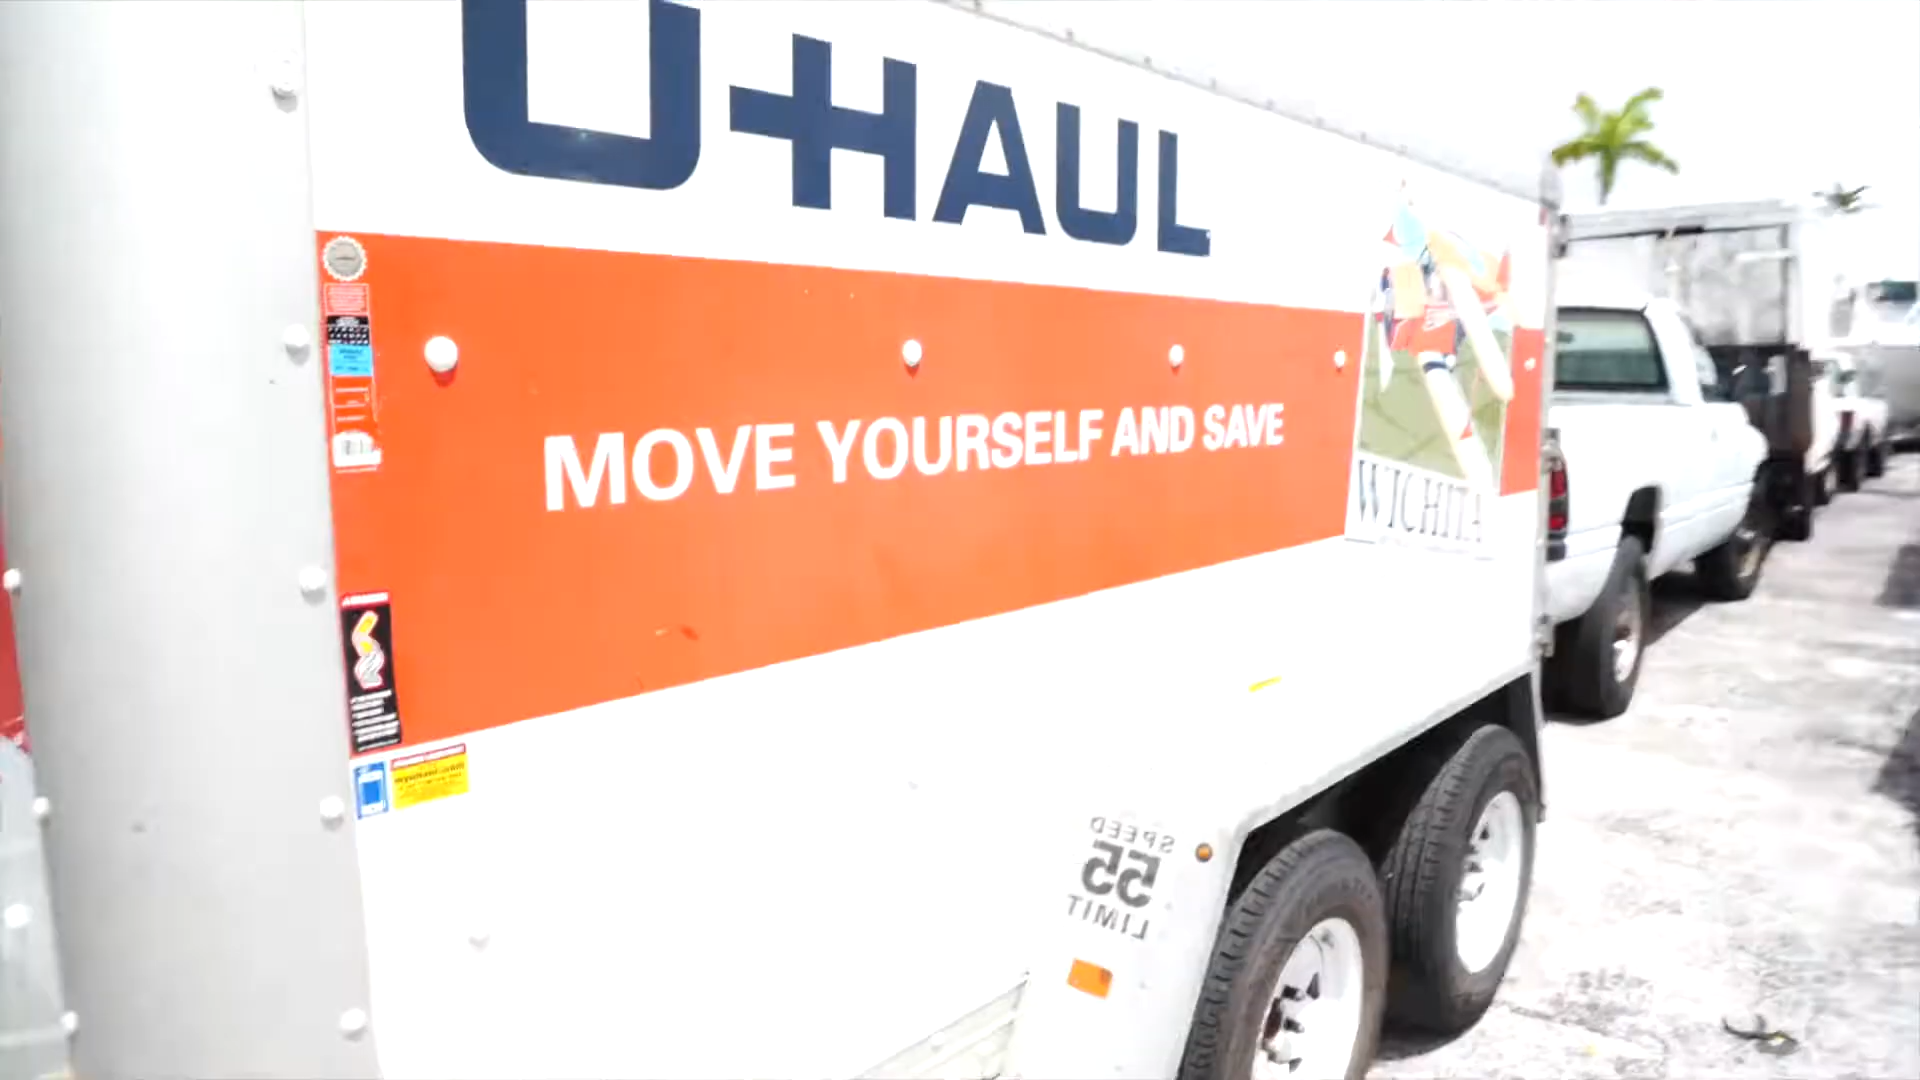 U-HAUL
MOVE YOURSELF AND SAVE
WICHITA
SPEED
55
LIMIT